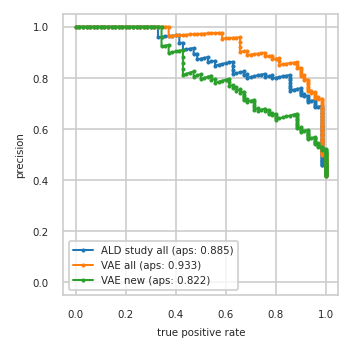 1.0
0.8
0.6
0.4
0.2
0.0
precision
ALD study all (aps: 0.885)
VAE all (aps: 0.933)
VAE new (aps: 0.822)
0.0 0.2 0.4 0.6 0.8 1.0
true positive rate